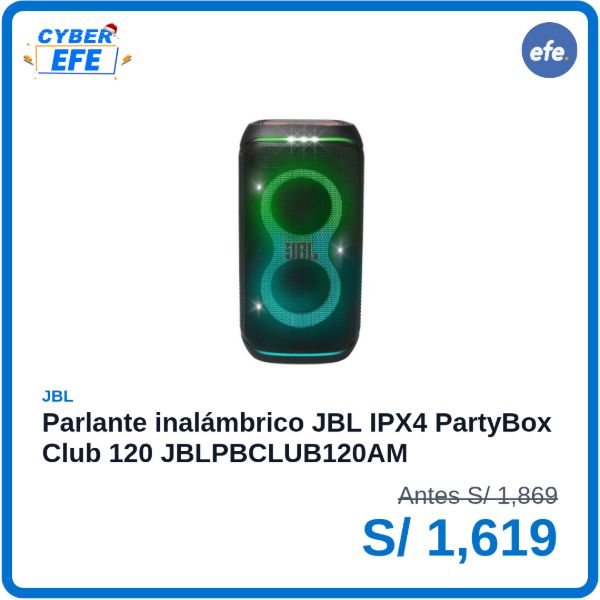 CYBER
EFE
efe.
JBL
JBL
Parlante inalámbrico JBL IPX4 PartyBox
Club 120 JBLPBCLUB120AM
Antes S/ 1,869
S/ 1,619